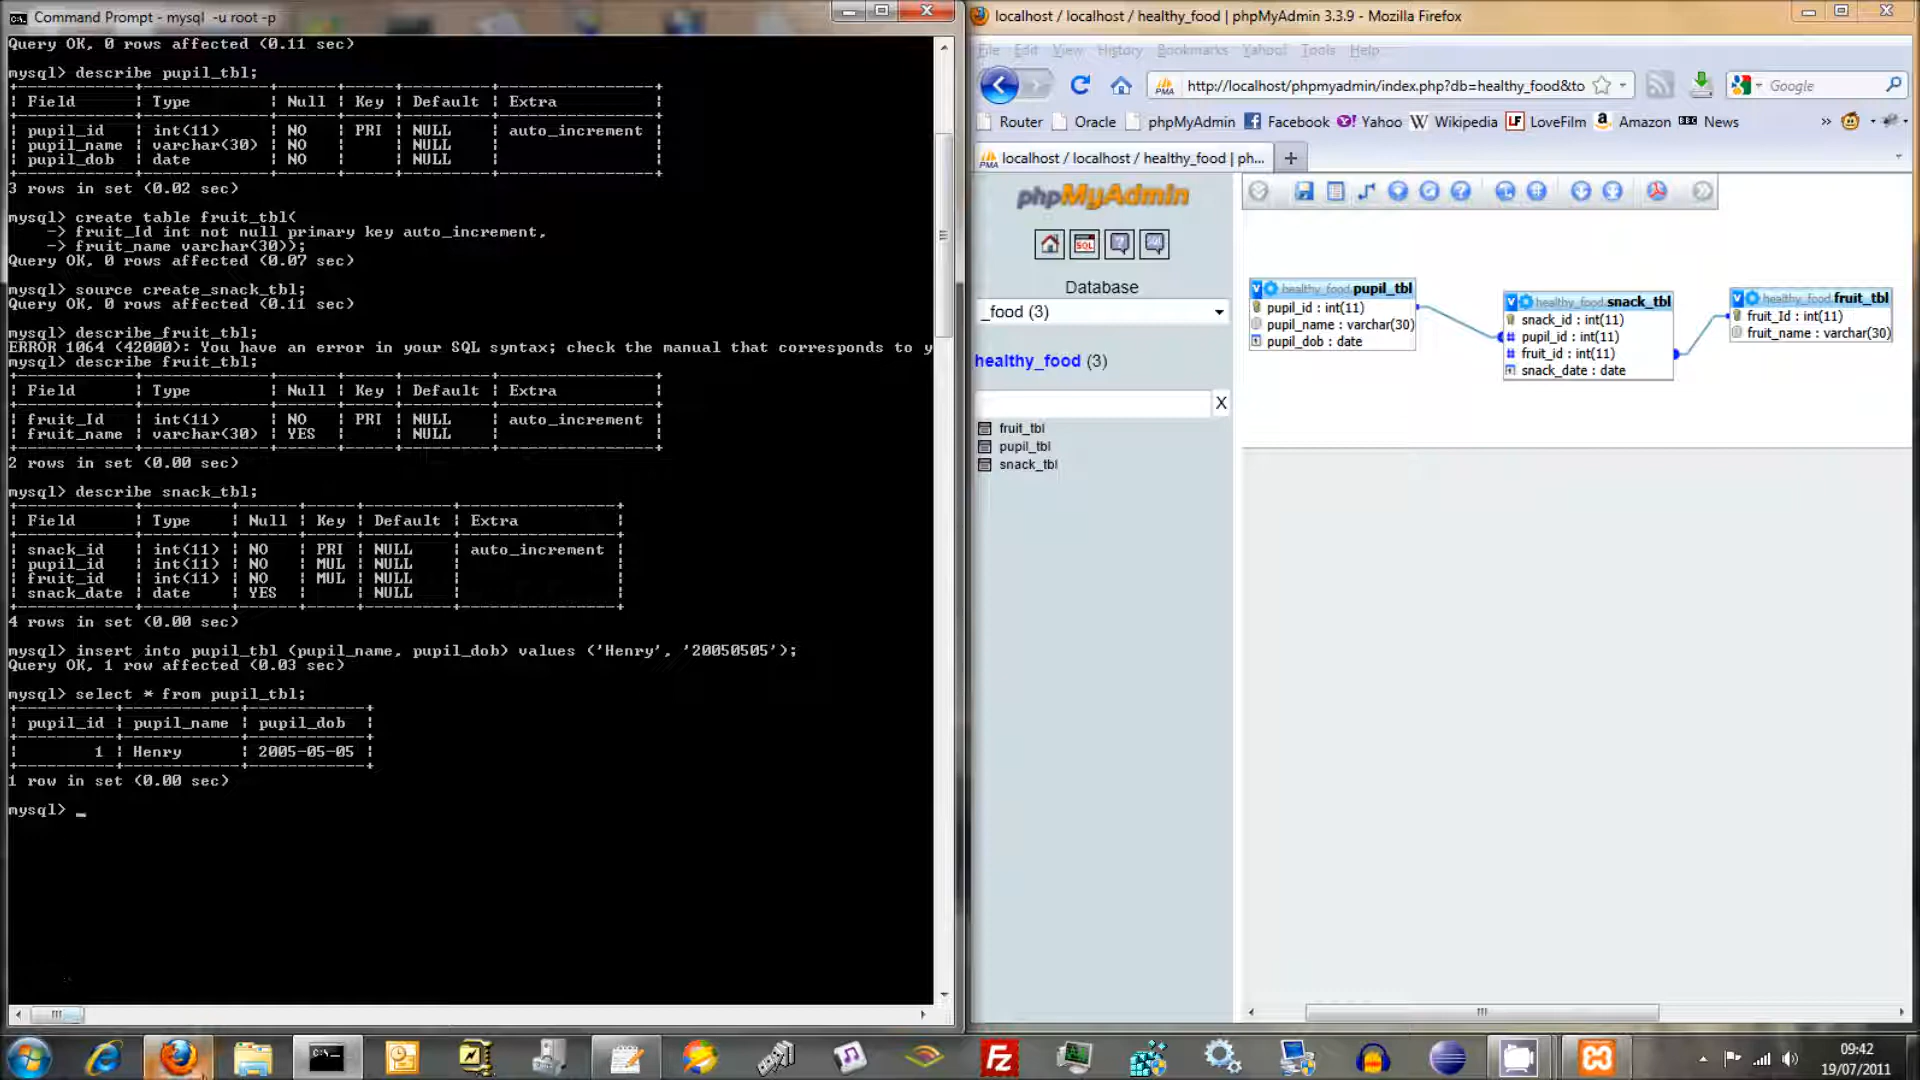 Command Prompt - mysql  -u root -p
Query OK, 0 rows affected (0.11 sec)
mysql> describe pupil_tbl;
| Field | Type | Null | Key | Default | Extra |
| pupil_id | int(11) | NO | PRI | NULL | auto_increment |
| pupil_name | varchar(30) | NO | | NULL | |
| pupil_dob | date | NO | | NULL | |
3 rows in set (0.02 sec)
mysql> create table fruit_tbl(
-> fruit_Id int not null primary key auto_increment,
-> fruit_name varchar(30));
Query OK, 0 rows affected (0.07 sec)
mysql> source create_snack_tbl;
Query OK, 0 rows affected (0.11 sec)
mysql> describe_fruit_tbl;
ERROR 1064 (42000): You have an error in your SQL syntax; check the manual that corresponds to y
mysql> describe fruit_tbl;
| Field | Type | Null | Key | Default | Extra |
| fruit_Id | int(11) | NO | PRI | NULL | auto_increment |
| fruit_name | varchar(30) | YES | | NULL | |
2 rows in set (0.00 sec)
mysql> describe snack_tbl;
| Field | Type | Null | Key | Default | Extra |
| snack_id | int(11) | NO | PRI | NULL | auto_increment |
| pupil_id | int(11) | NO | MUL | NULL | |
| fruit_id | int(11) | NO | MUL | NULL | |
| snack_date | date | YES | | NULL | |
4 rows in set (0.00 sec)
mysql> insert into pupil_tbl (pupil_name, pupil_dob) values ('Henry', '20050505');
Query OK, 1 row affected (0.03 sec)
mysql> select * from pupil_tbl;
| pupil_id | pupil_name | pupil_dob |
| 1 | Henry | 2005-05-05 |
1 row in set (0.00 sec)
mysql> _
localhost / localhost / healthy_food | phpMyAdmin 3.3.9 - Mozilla Firefox
File Edit View History Bookmarks Yahoo! Tools Help
http://localhost/phpmyadmin/index.php?db=healthy_food&to
Google
Router Oracle phpMyAdmin Facebook Yahoo Wikipedia LF LoveFilm Amazon BBC News »
localhost / localhost / healthy_food | ph... +
phpMyAdmin
SQL
Database
_food (3)
healthy_food (3)
X
fruit_tbl
pupil_tbl
snack_tbl
healthy_food.pupil_tbl
pupil_id : int(11)
pupil_name : varchar(30)
pupil_dob : date
healthy_food.snack_tbl
snack_id : int(11)
pupil_id : int(11)
fruit_id : int(11)
snack_date : date
healthy_food.fruit_tbl
fruit_Id : int(11)
fruit_name : varchar(30)
09:42
19/07/2011